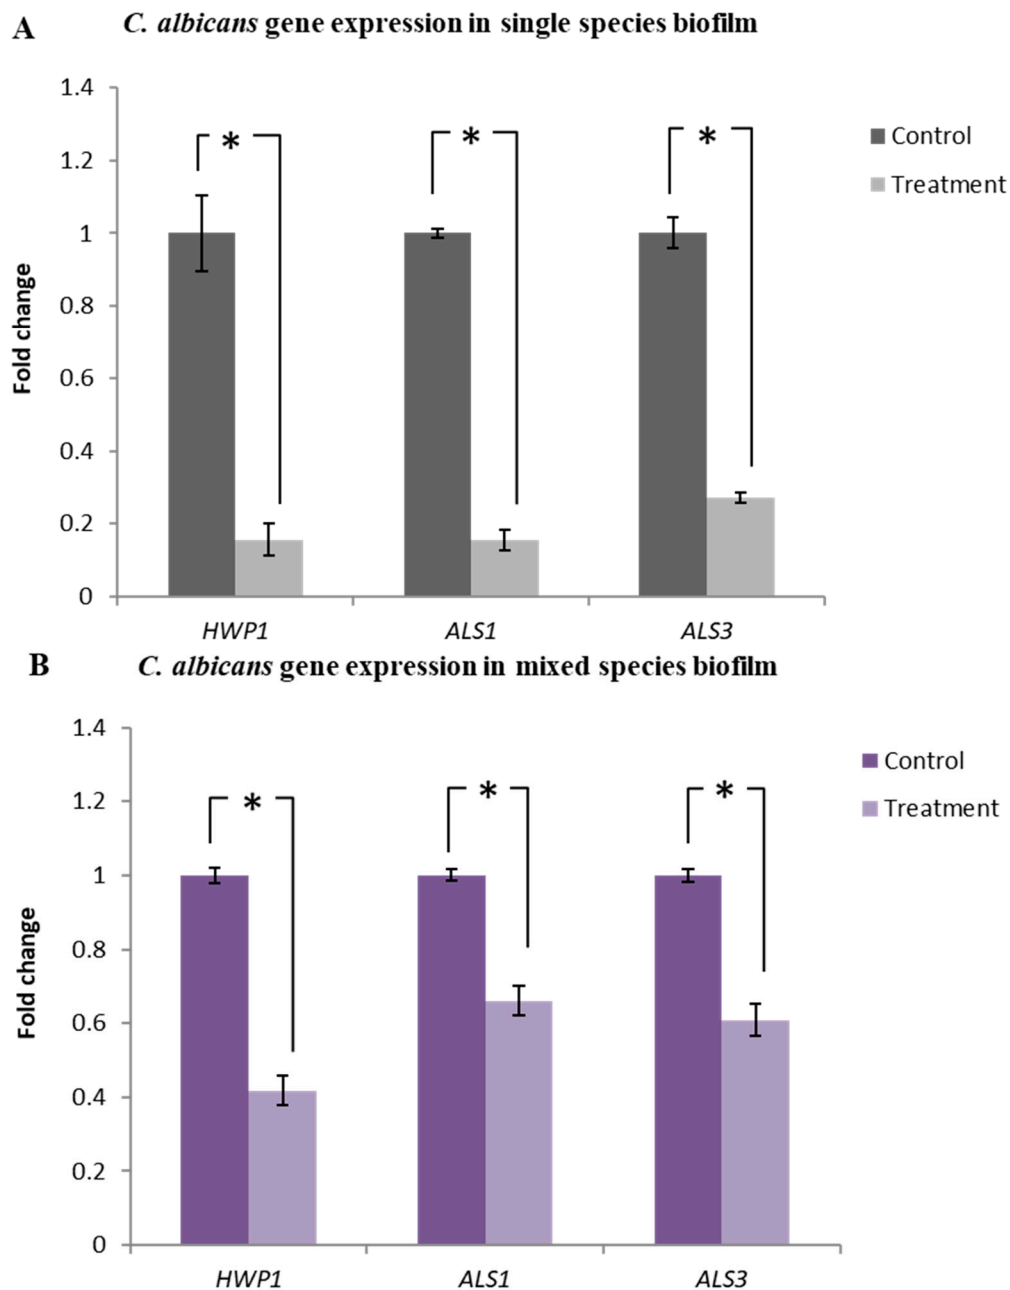 A
C. albicans gene expression in single species biofilm
1.4
1.2
1
0.8
0.6
0.4
0.2
0
Fold change
*
*
*
Control
Treatment
HWP1
ALS1
ALS3
B
C. albicans gene expression in mixed species biofilm
1.4
1.2
1
0.8
0.6
0.4
0.2
0
Fold change
*
*
*
Control
Treatment
HWP1
ALS1
ALS3